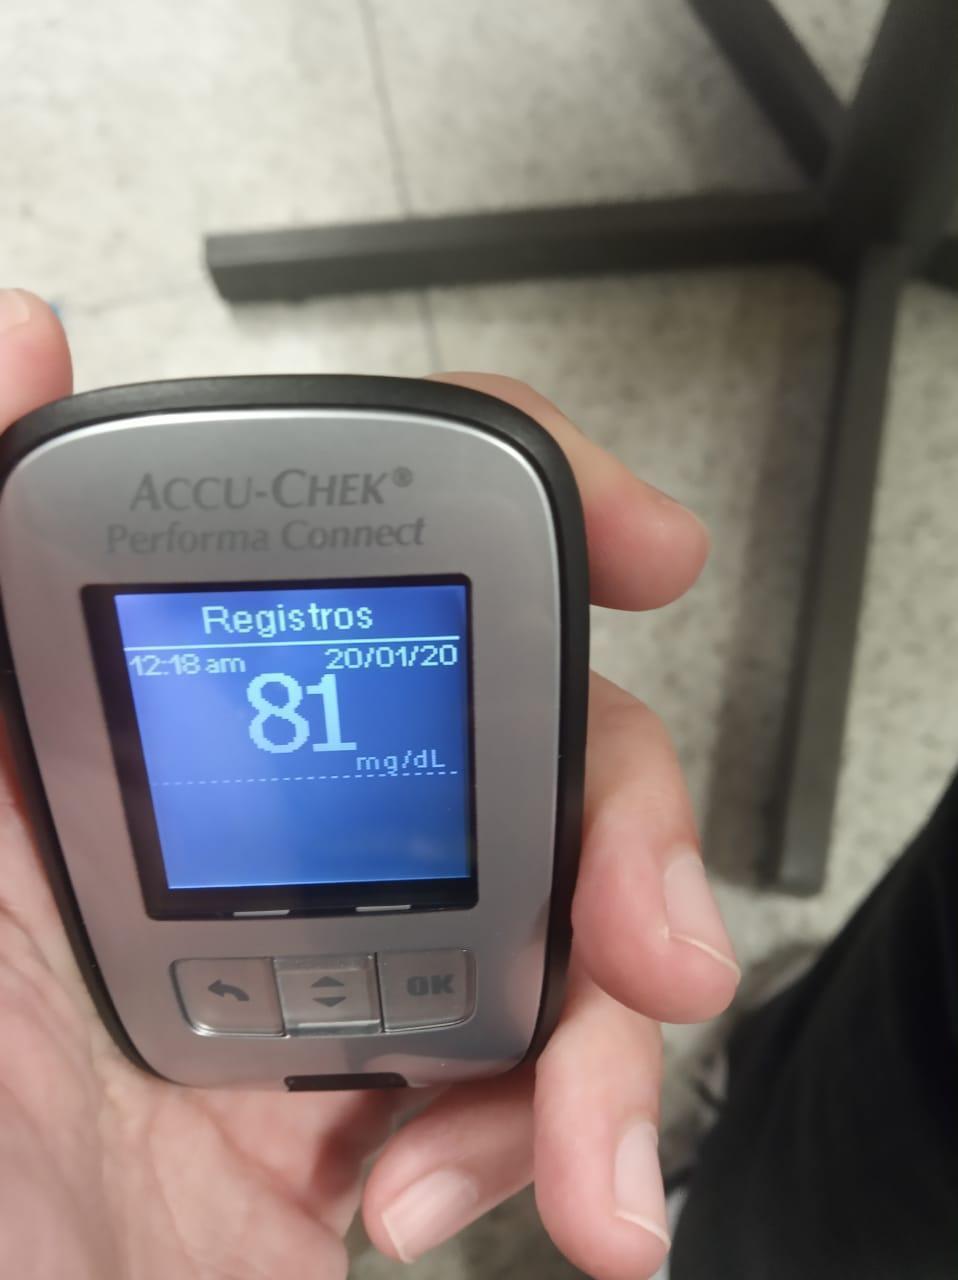 ACCU-CHEK®
Performa Connect
Registros
12:18 am 20/01/20
81
mg/dL
OK